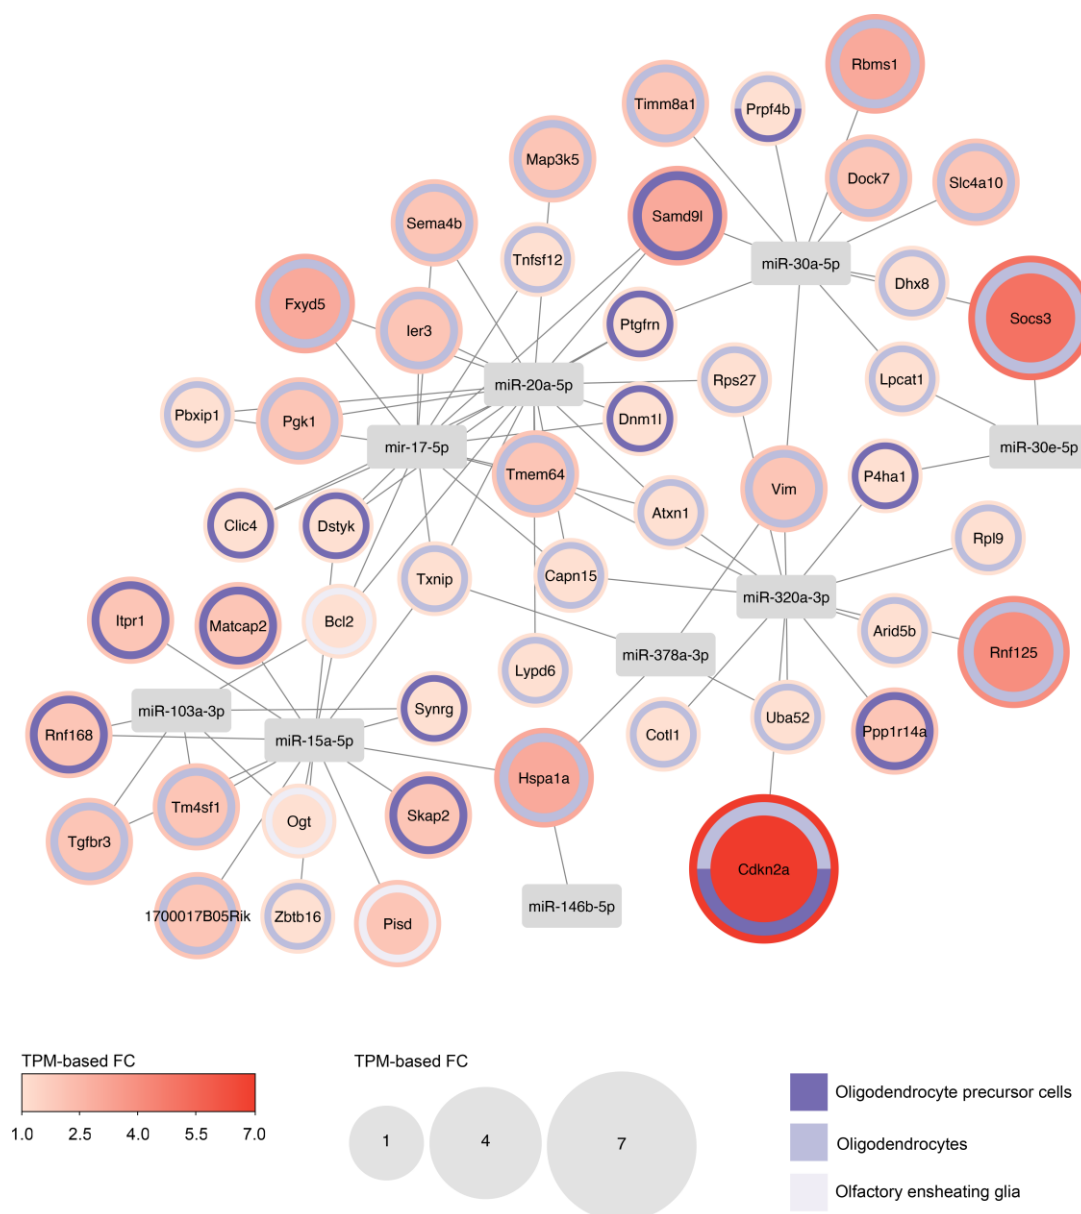 Rbms1
Timm8a1
Prpf4b
Map3k5
Dock7
Slc4a10
Samd9l
Sema4b
Tnfsf12
miR-30a-5p
Dhx8
Fxyd5
Socs3
Ier3
Ptgfrn
miR-20a-5p
Rps27
Lpcat1
Pbxip1
Pgk1
Dnm1l
mir-17-5p
miR-30e-5p
Tmem64
P4ha1
Vim
Atxn1
Clic4
Dstyk
Rpl9
Txnip
Capn15
miR-320a-3p
Itpr1
Matcap2
Bcl2
Arid5b
miR-378a-3p
Rnf125
Lypd6
miR-103a-3p
Synrg
Uba52
Rnf168
Cotl1
Ppp1r14a
miR-15a-5p
Hspa1a
Tm4sf1
Skap2
Ogt
Tgfbr3
Cdkn2a
miR-146b-5p
1700017B05Rik
Zbtb16
Pisd
TPM-based FC
1.0 2.5 4.0 5.5 7.0
TPM-based FC
1 4 7
Oligodendrocyte precursor cells
Oligodendrocytes
Olfactory ensheating glia